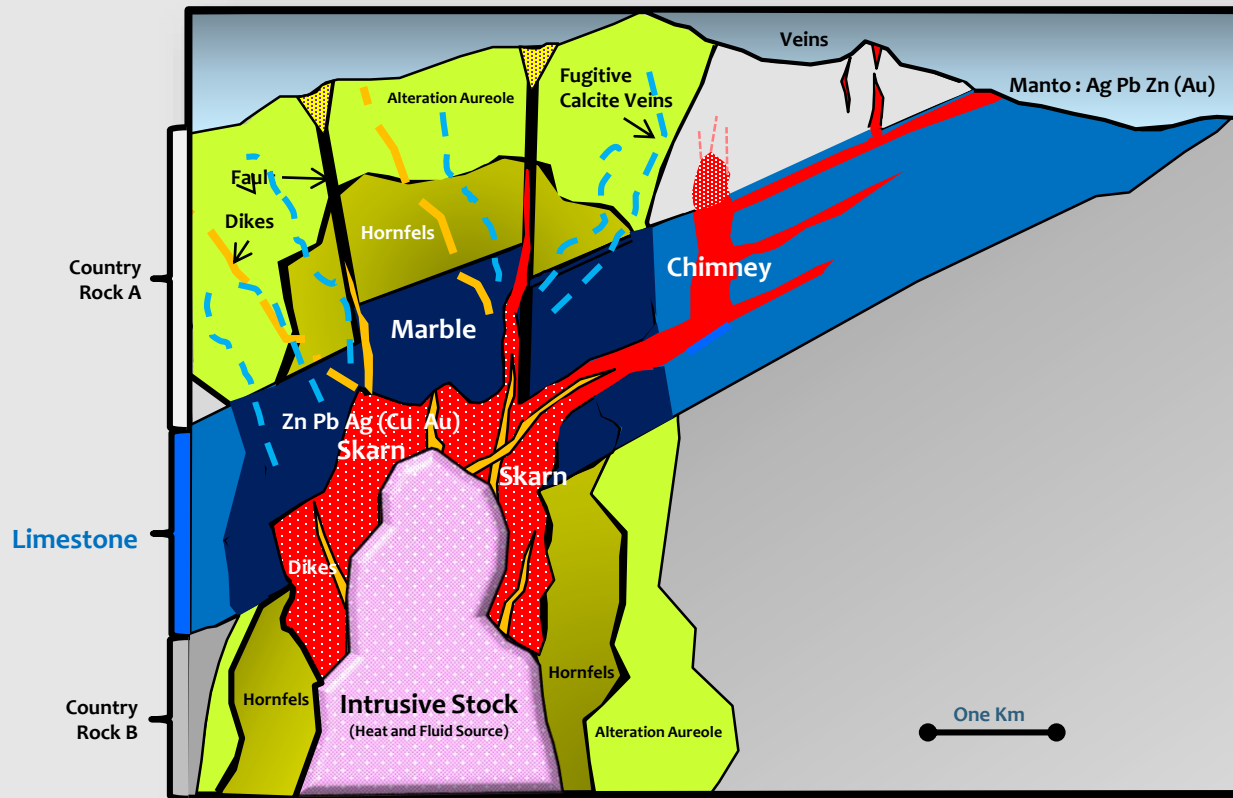 Veins
Manto : Ag Pb Zn (Au)
Fugitive
Calcite Veins
Alteration Aureole
Fault
Dikes
Hornfels
Country
Rock A
Chimney
Marble
Zn Pb Ag (Cu Au)
Skarn
Skarn
Limestone
Dikes
Hornfels
Hornfels
Intrusive Stock
(Heat and Fluid Source)
Country
Rock B
Alteration Aureole
One Km